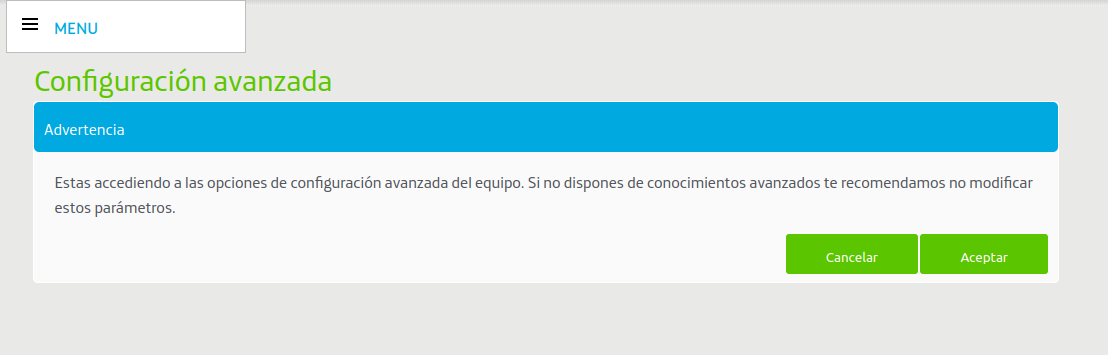 MENU
Configuración avanzada
Advertencia
Estas accediendo a las opciones de configuración avanzada del equipo. Si no dispones de conocimientos avanzados te recomendamos no modificar
estos parámetros.
Cancelar Aceptar